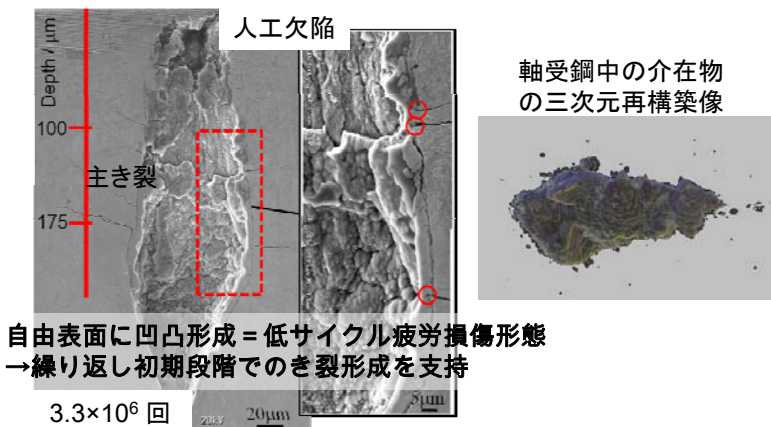 人工欠陥
Depth / μm
100
主き裂
175
軸受鋼中の介在物
の三次元再構築像
自由表面に凹凸形成＝低サイクル疲労損傷形態
→繰り返し初期段階でのき裂形成を支持
3.3×10⁶ 回
20kV
20μm
5μm